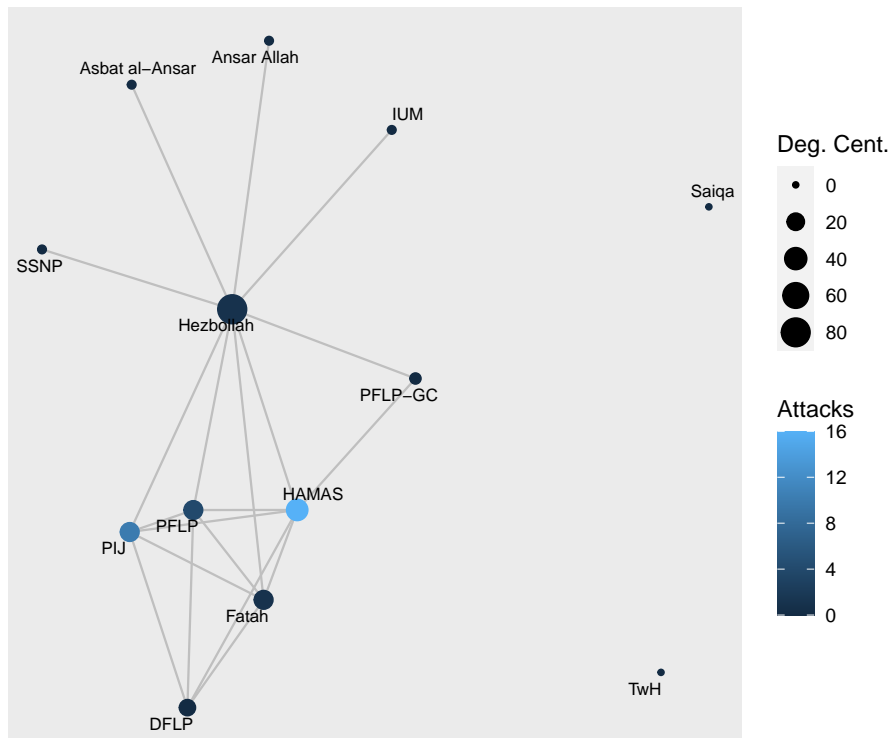 Ansar Allah
Asbat al−Ansar
IUM
Saiqa
SSNP
Hezbollah
PFLP−GC
HAMAS
PFLP
PIJ
Fatah
TwH
DFLP
Deg. Cent.
0
20
40
60
80
Attacks
16
12
8
4
0